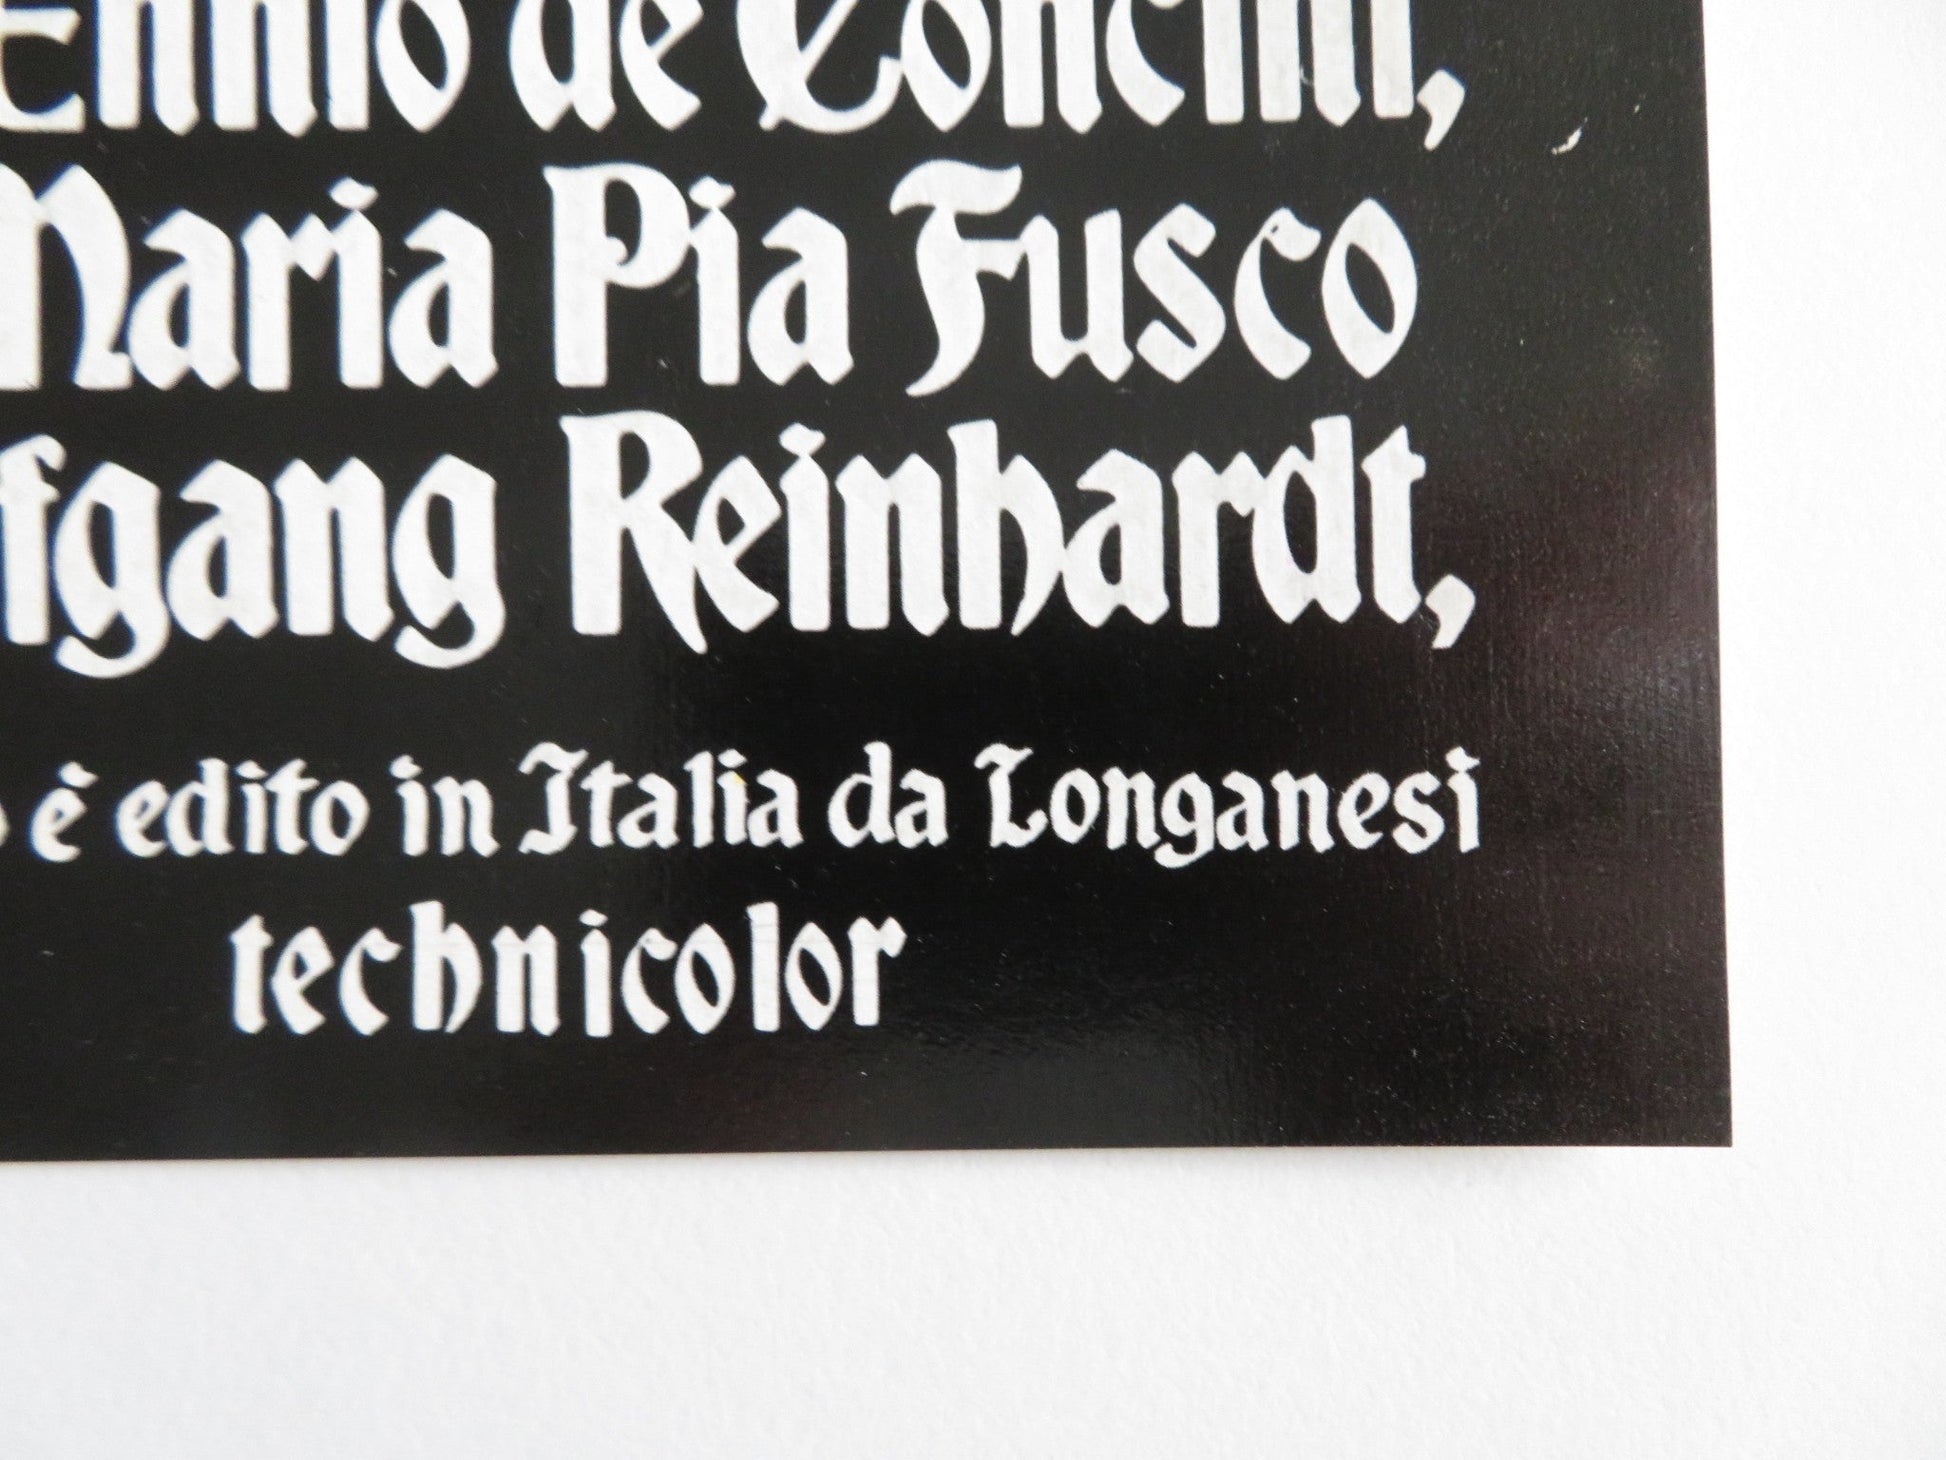 Ennio de Concini,
Maria Pia Fusco
fgang Reinhardt,
è edito in Italia da Longanesi
technicolor